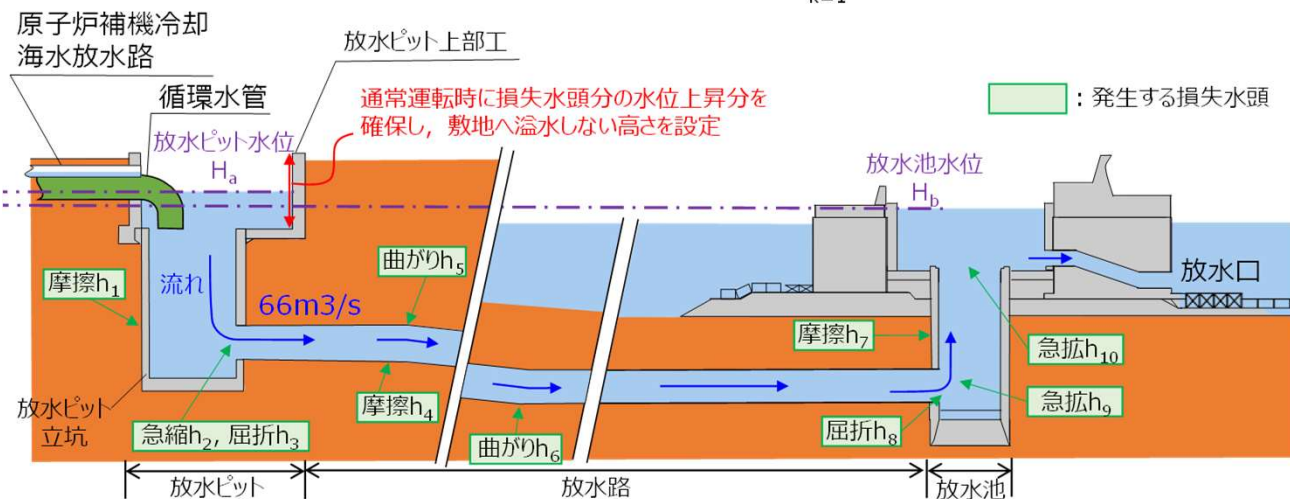 k=1
原子炉補機冷却
海水放水路
放水ピット上部工
循環水管
通常運転時に損失水頭分の水位上昇分を
確保し，敷地へ溢水しない高さを設定
：発生する損失水頭
放水ピット水位
Ha
放水池水位
Hb
摩擦h1
流れ
66m3/s
曲がりh5
放水口
摩擦h7
急拡h10
放水ピット
立坑
摩擦h4
急縮h2，屈折h3
曲がりh6
屈折h8
急拡h9
放水ピット
放水路
放水池